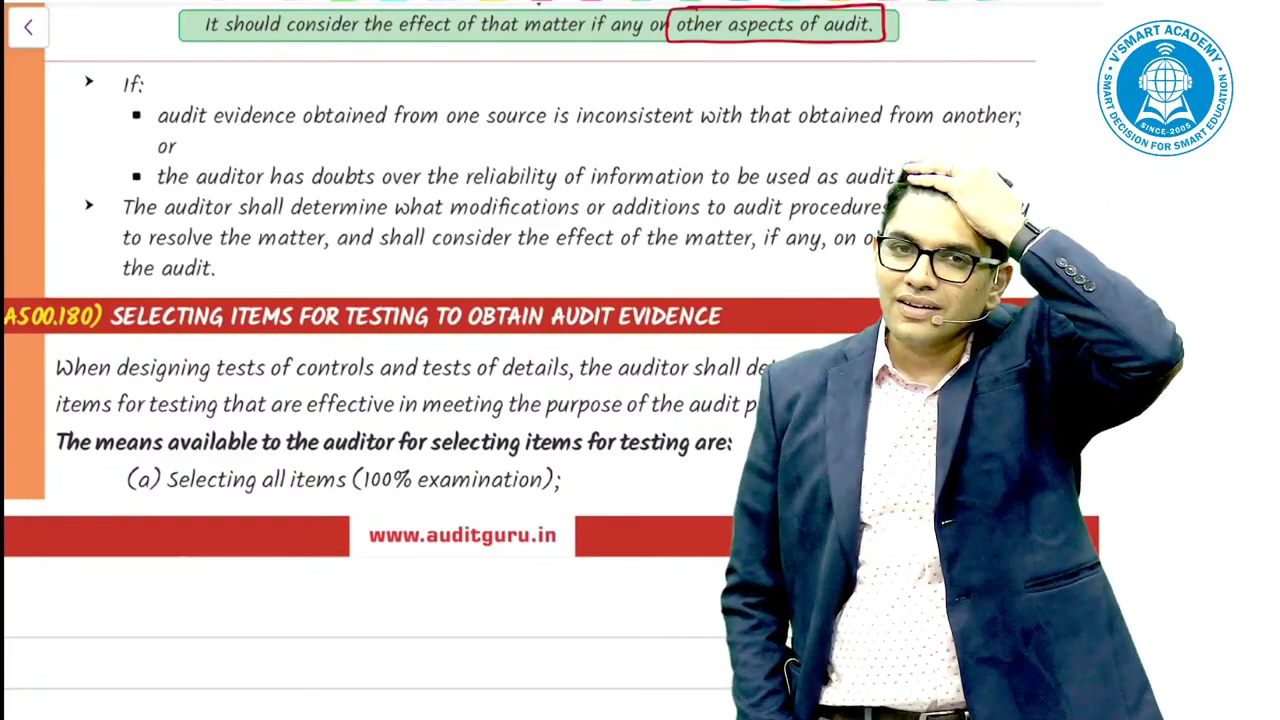 It should consider the effect of that matter if any on other aspects of audit.
➤ If:
▪ audit evidence obtained from one source is inconsistent with that obtained from another;
or
▪ the auditor has doubts over the reliability of information to be used as audit
➤ The auditor shall determine what modifications or additions to audit procedures
to resolve the matter, and shall consider the effect of the matter, if any, on
the audit.
A500.180) SELECTING ITEMS FOR TESTING TO OBTAIN AUDIT EVIDENCE
When designing tests of controls and tests of details, the auditor shall
items for testing that are effective in meeting the purpose of the audit
The means available to the auditor for selecting items for testing are:
(a) Selecting all items (100% examination);
www.auditguru.in
• V'SMART ACADEMY •
SMART DECISION FOR SMART EDUCATION
SINCE-2005